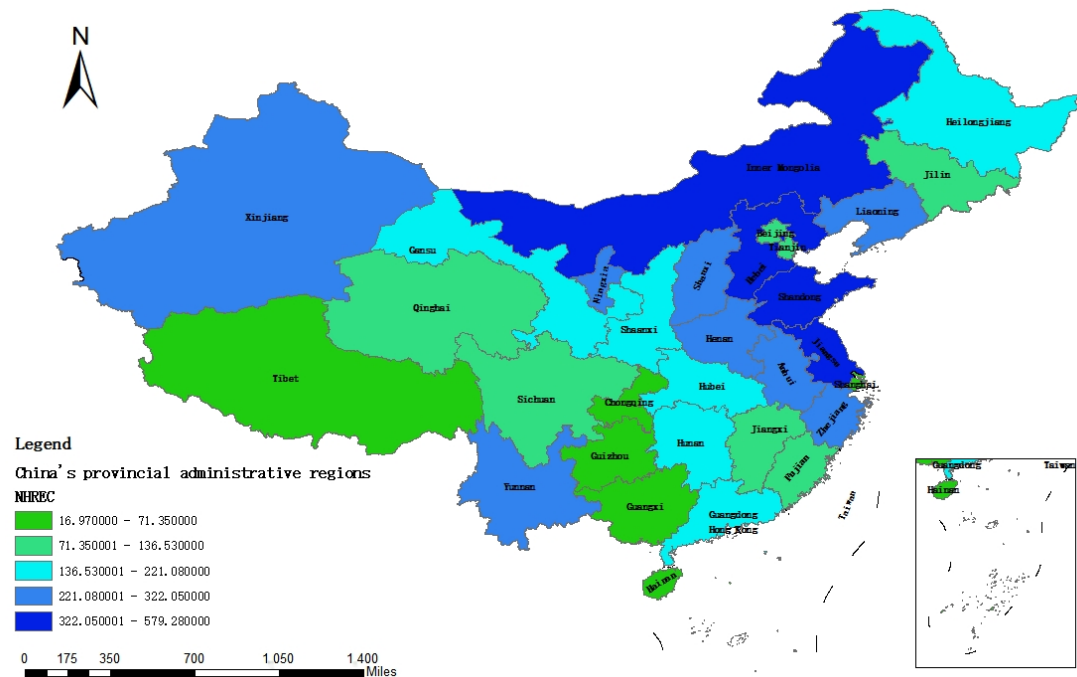 N
Heilongjiang
Jilin
Inner Mongolia
Liaoning
Xinjiang
Beijing
Tianjin
Gansu
Shanxi
Hebei
Ningxia
Shandong
Qinghai
Shaanxi
Henan
Jiangsu
Anhui
Tibet
Shanghai
Hubei
Sichuan
Chongqing
Zhejiang
Jiangxi
Hunan
Guizhou
Fujian
Yunnan
Guangxi
Taiwan
Guangdong
Hong Kong
Hainan
Legend
China's provincial administrative regions
NHREC
16.970000 - 71.350000
71.350001 - 136.530000
136.530001 - 221.080000
221.080001 - 322.050000
322.050001 - 579.280000
0 175 350 700 1.050 1.400
Miles
Guangdong Taiwan
Hainan